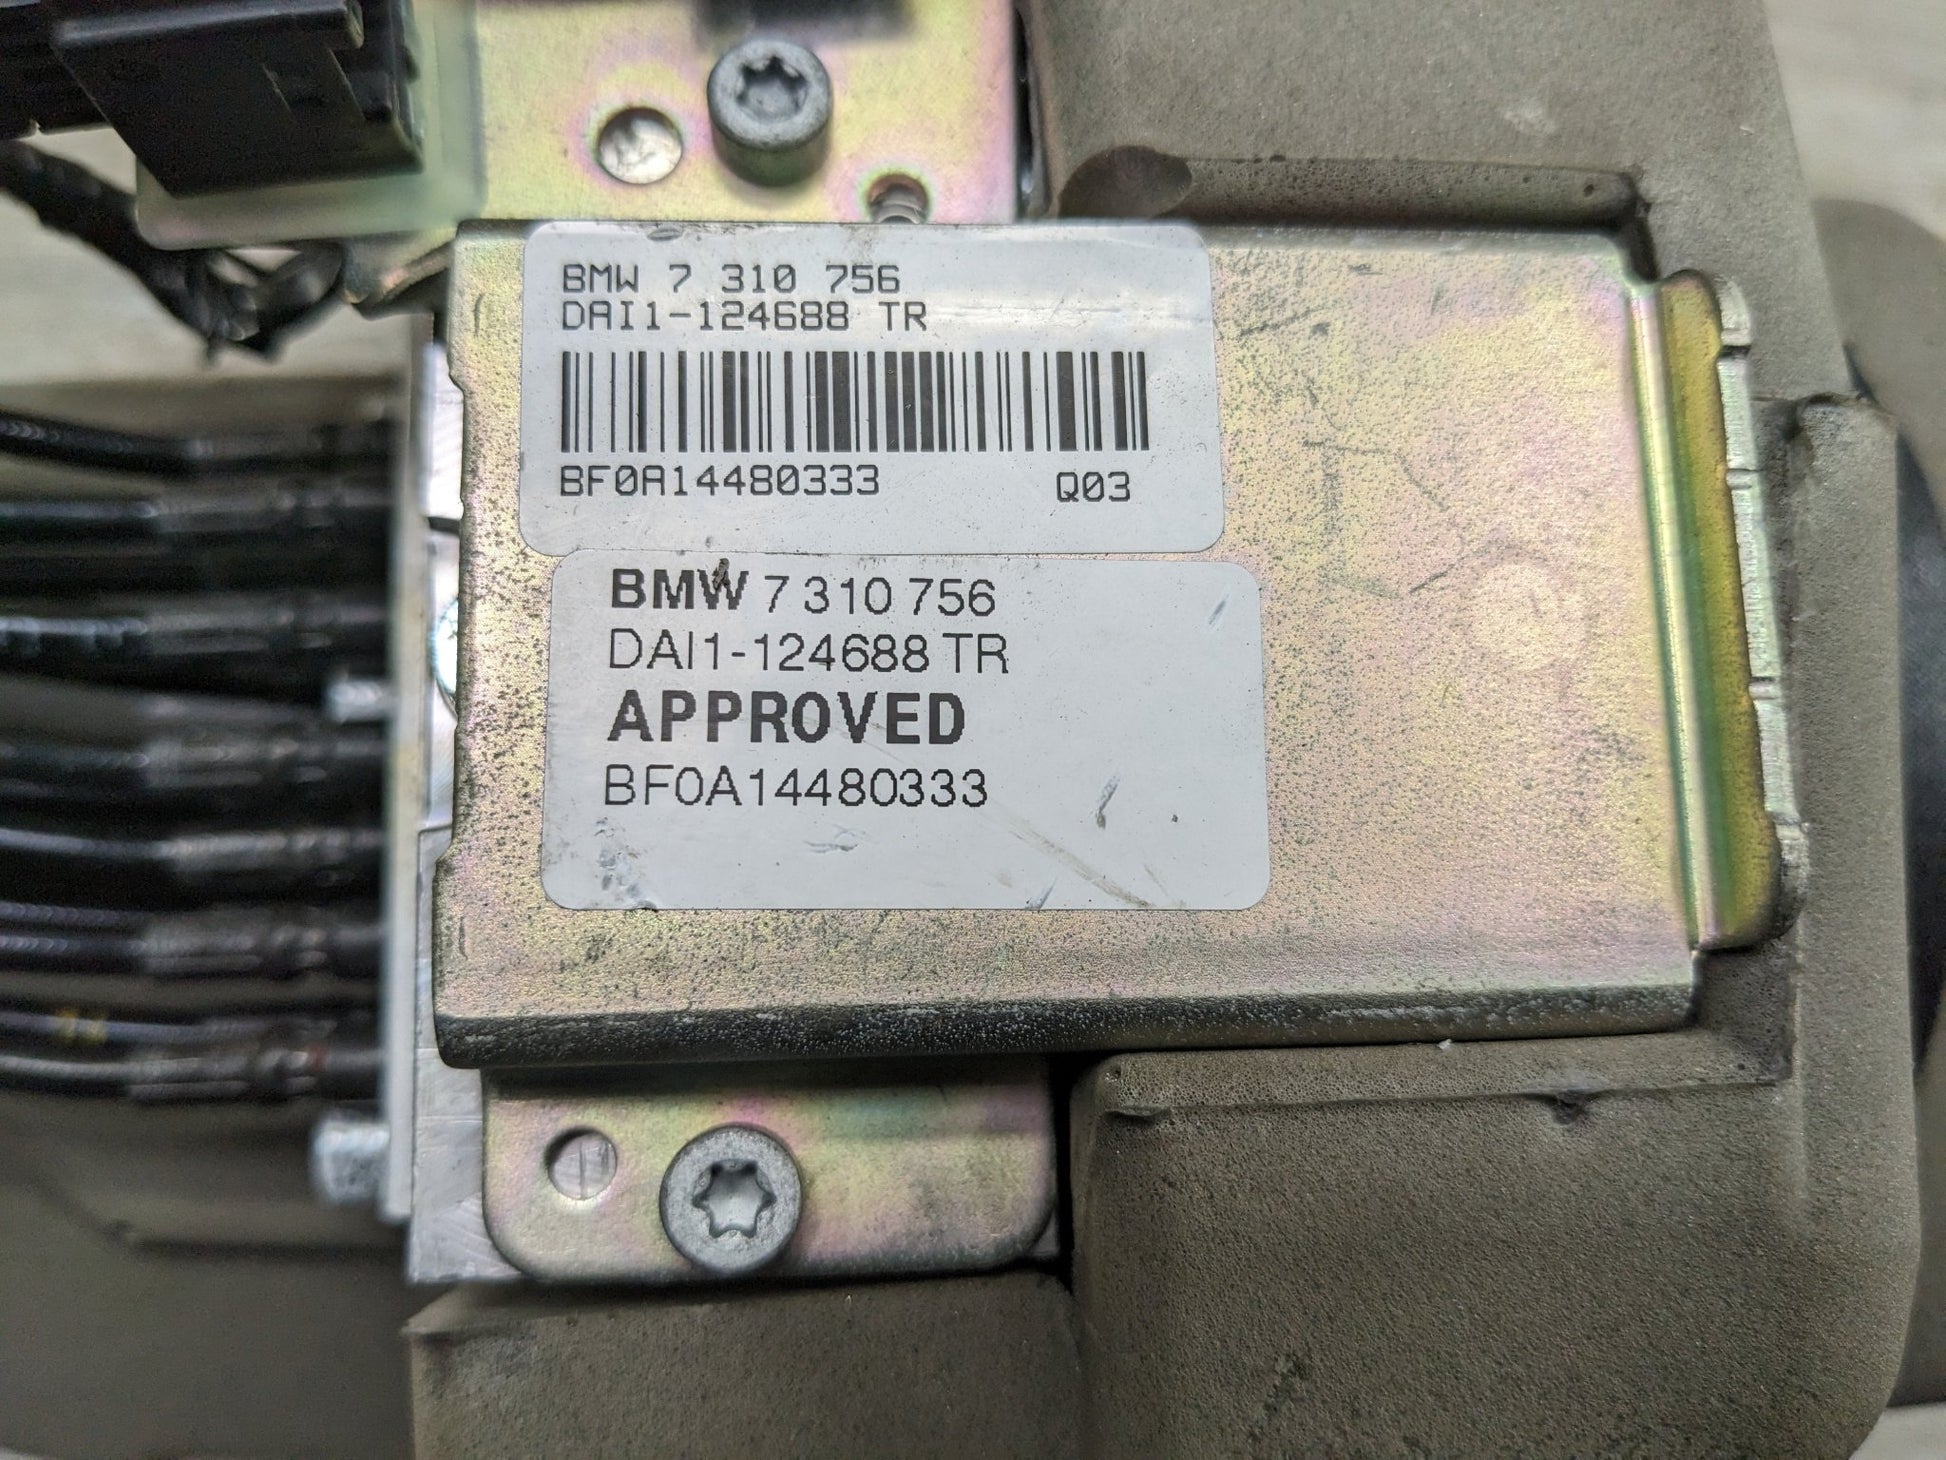 BMW 7 310 756
DAI1-124688 TR
BF0A14480333 Q03
BMW 7 310 756
DAI1-124688 TR
APPROVED
BF0A14480333